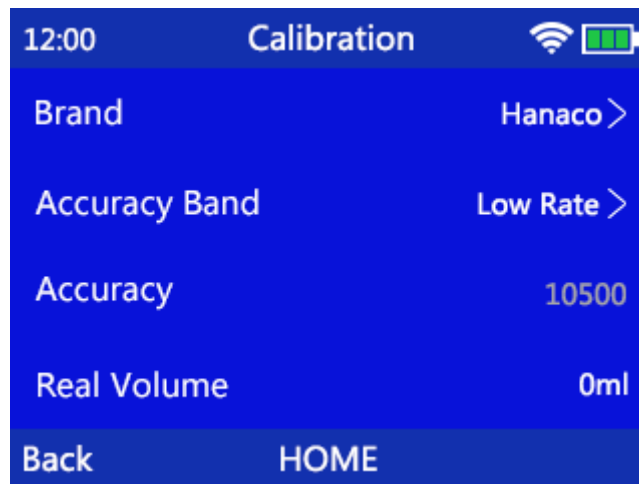 12:00 Calibration
Brand Hanaco >
Accuracy Band Low Rate >
Accuracy 10500
Real Volume 0ml
Back HOME